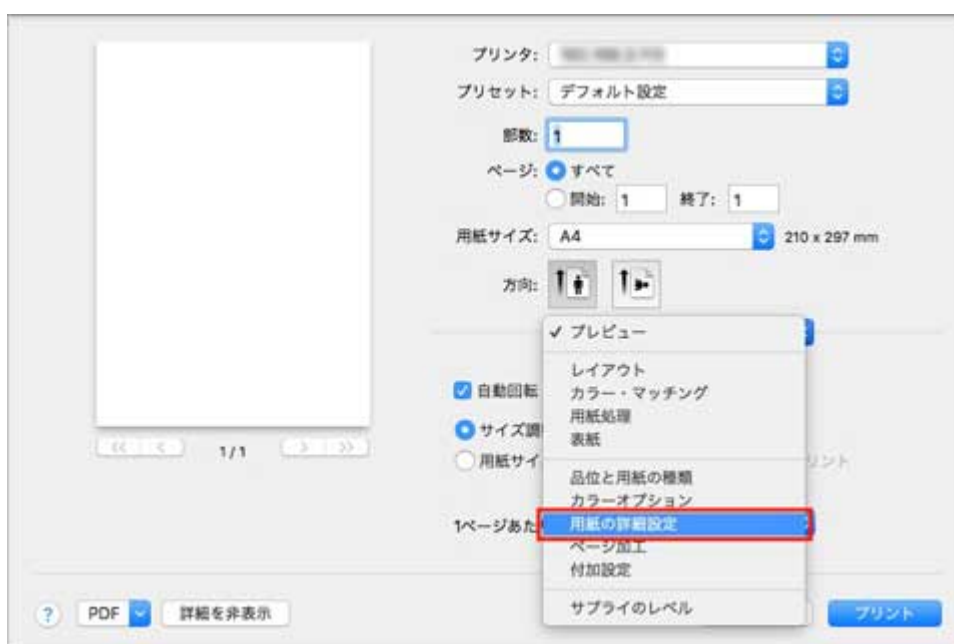 プリンタ:
プリセット: デフォルト設定
部数: 1
ページ: すべて
開始: 1 終了: 1
用紙サイズ: A4 210 x 297 mm
方向:
✓ プレビュー
レイアウト
自動回転 カラー・マッチング
用紙処理
サイズ調 表紙
1 / 1
用紙サイ リント
品位と用紙の種類
カラーオプション
1ページあた 用紙の詳細設定
ページ加工
付加設定
? PDF 詳細を非表示 サプライのレベル プリント